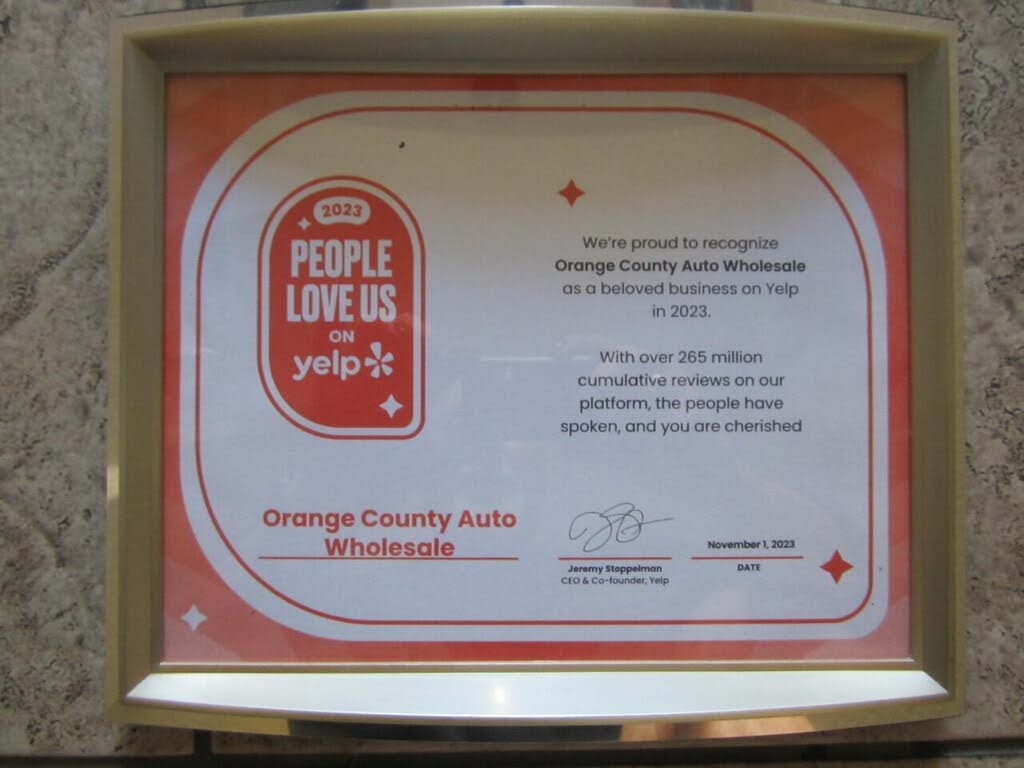 2023
PEOPLE
LOVE US
ON
yelp
We're proud to recognize
Orange County Auto Wholesale
as a beloved business on Yelp
in 2023.
With over 265 million
cumulative reviews on our
platform, the people have
spoken, and you are cherished
Orange County Auto
Wholesale
Jeremy Stoppelman
CEO & Co-founder, Yelp
November 1, 2023
DATE